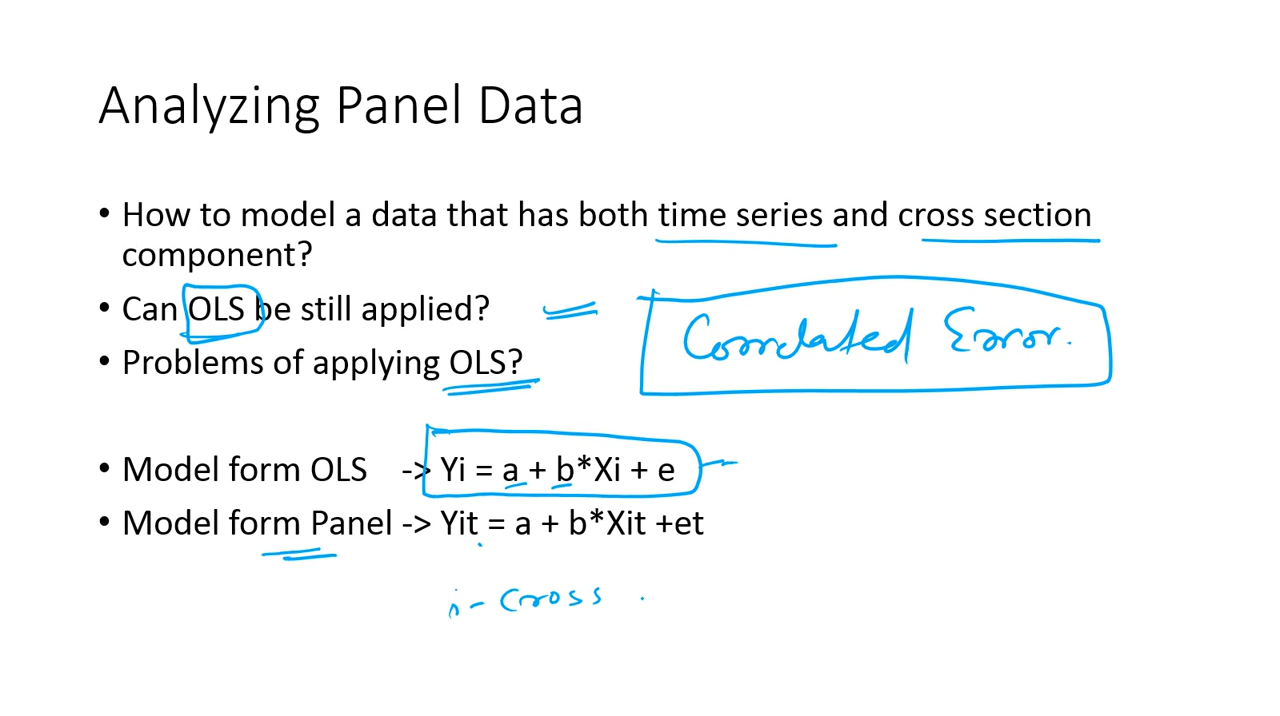 Analyzing Panel Data
• How to model a data that has both time series and cross section
component?
• Can OLS be still applied?
Correlated Error.
• Problems of applying OLS?
• Model form OLS -> Yi = a + b*Xi + e
• Model form Panel -> Yit = a + b*Xit +et
i - Cross